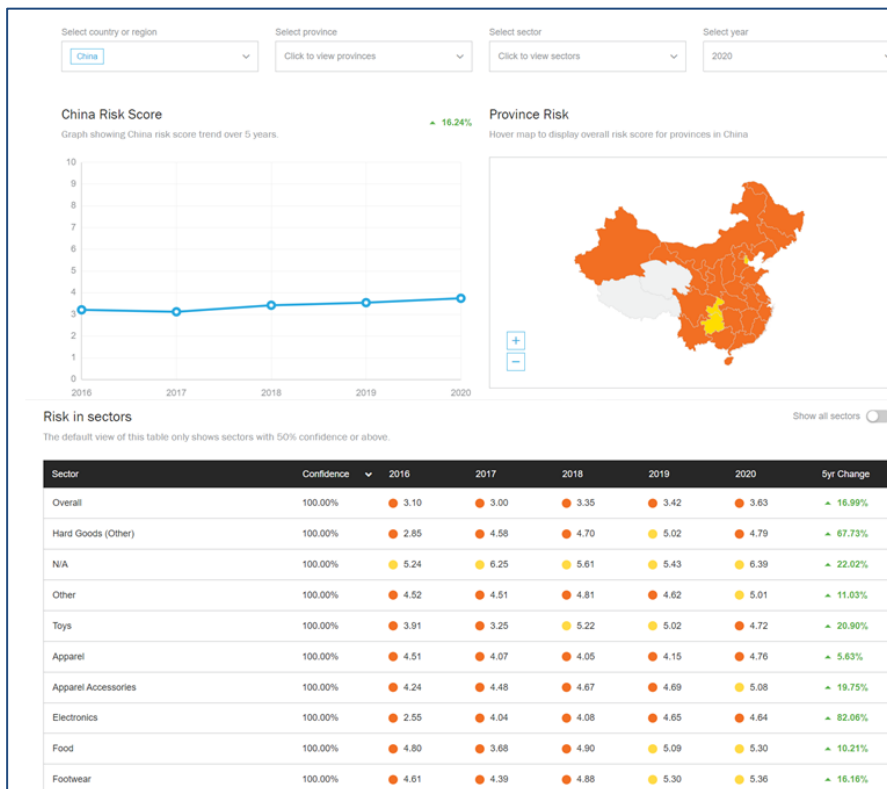 Select country or region Select province Select sector Select year
China Click to view provinces Click to view sectors 2020
China Risk Score
16.24%
Graph showing China risk score trend over 5 years.
Province Risk
Hover map to display overall risk score for provinces in China
10
9
8
7
6
5
4
3
2
1
0
2016 2017 2018 2019 2020
+
−
Risk in sectors
Show all sectors
The default view of this table only shows sectors with 50% confidence or above.
Sector Confidence 2016 2017 2018 2019 2020 5yr Change
Overall 100.00% 3.10 3.00 3.35 3.42 3.63 16.99%
Hard Goods (Other) 100.00% 2.85 4.58 4.70 5.02 4.79 67.73%
N/A 100.00% 5.24 6.25 5.61 5.43 6.39 22.02%
Other 100.00% 4.52 4.51 4.81 4.62 5.01 11.03%
Toys 100.00% 3.91 3.25 5.22 5.02 4.72 20.90%
Apparel 100.00% 4.51 4.07 4.05 4.15 4.76 5.63%
Apparel Accessories 100.00% 4.24 4.48 4.67 4.69 5.08 19.75%
Electronics 100.00% 2.55 4.04 4.08 4.65 4.64 82.06%
Food 100.00% 4.80 3.68 4.90 5.09 5.30 10.21%
Footwear 100.00% 4.61 4.39 4.88 5.30 5.36 16.16%